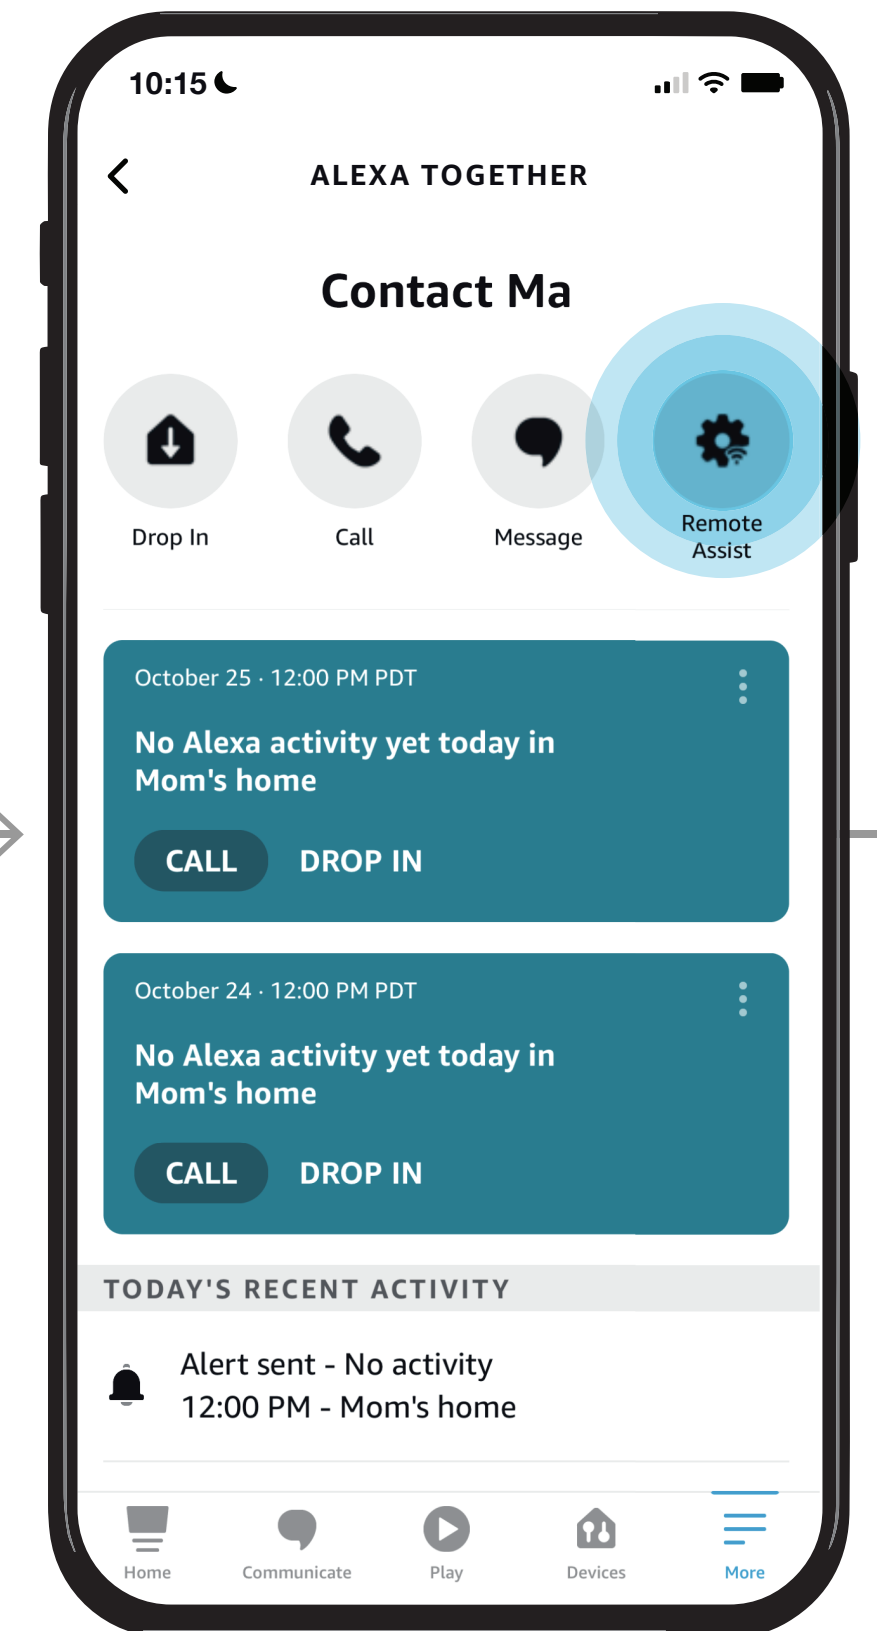 10:15
ALEXA TOGETHER
Contact Ma
Drop In
Call
Message
Remote
Assist
October 25 · 12:00 PM PDT
No Alexa activity yet today in
Mom's home
CALL DROP IN
October 24 · 12:00 PM PDT
No Alexa activity yet today in
Mom's home
CALL DROP IN
TODAY'S RECENT ACTIVITY
Alert sent - No activity
12:00 PM - Mom's home
Home Communicate Play Devices More